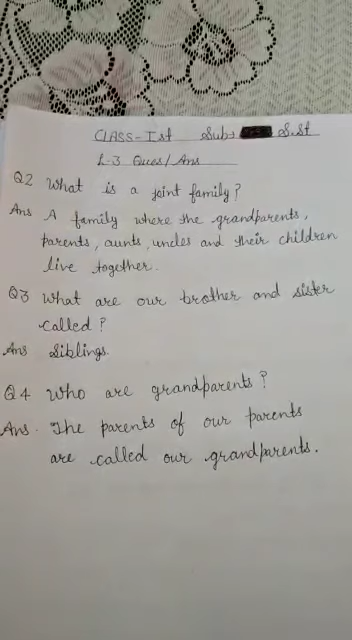 CLASS-Ist Sub: S.St
L-3 Ques/Ans
Q2 What is a joint family?
Ans A family where the grandparents,
parents, aunts, uncles and their children
live together.
Q3 What are our brother and sister
called?
Ans Siblings.
Q4 Who are grandparents?
Ans. The parents of our parents
are called our grandparents.